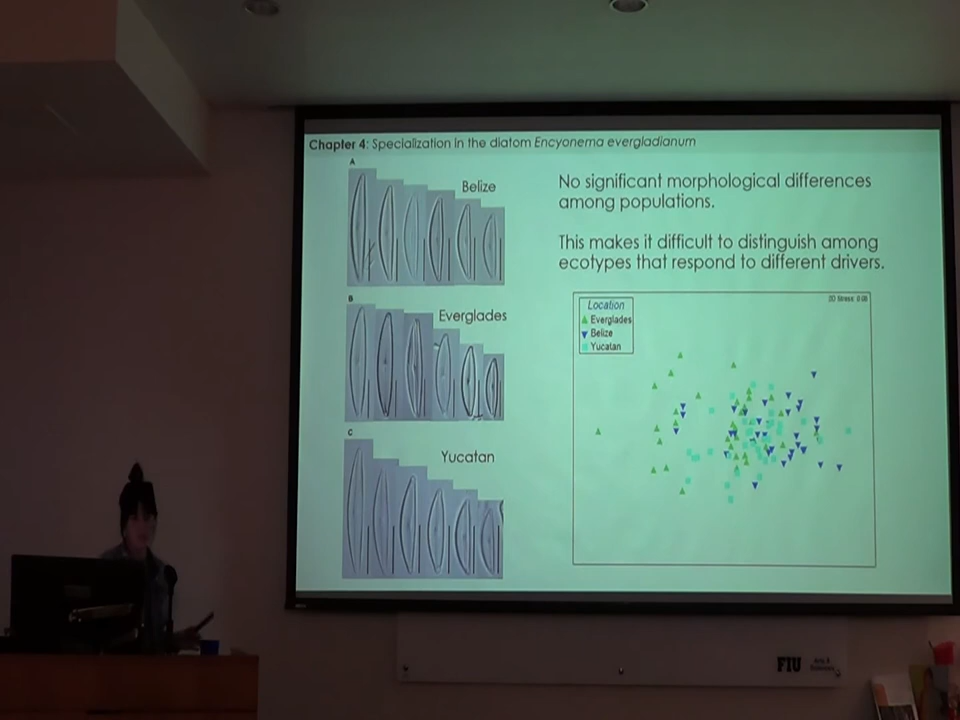 Chapter 4: Specialization in the diatom Encyonema evergladianum
A
Belize
B
Everglades
C
Yucatan
No significant morphological differences
among populations.
This makes it difficult to distinguish among
ecotypes that respond to different drivers.
Location
Everglades
Belize
Yucatan
2D Stress: 0.08
FIU
Arts &
Sciences